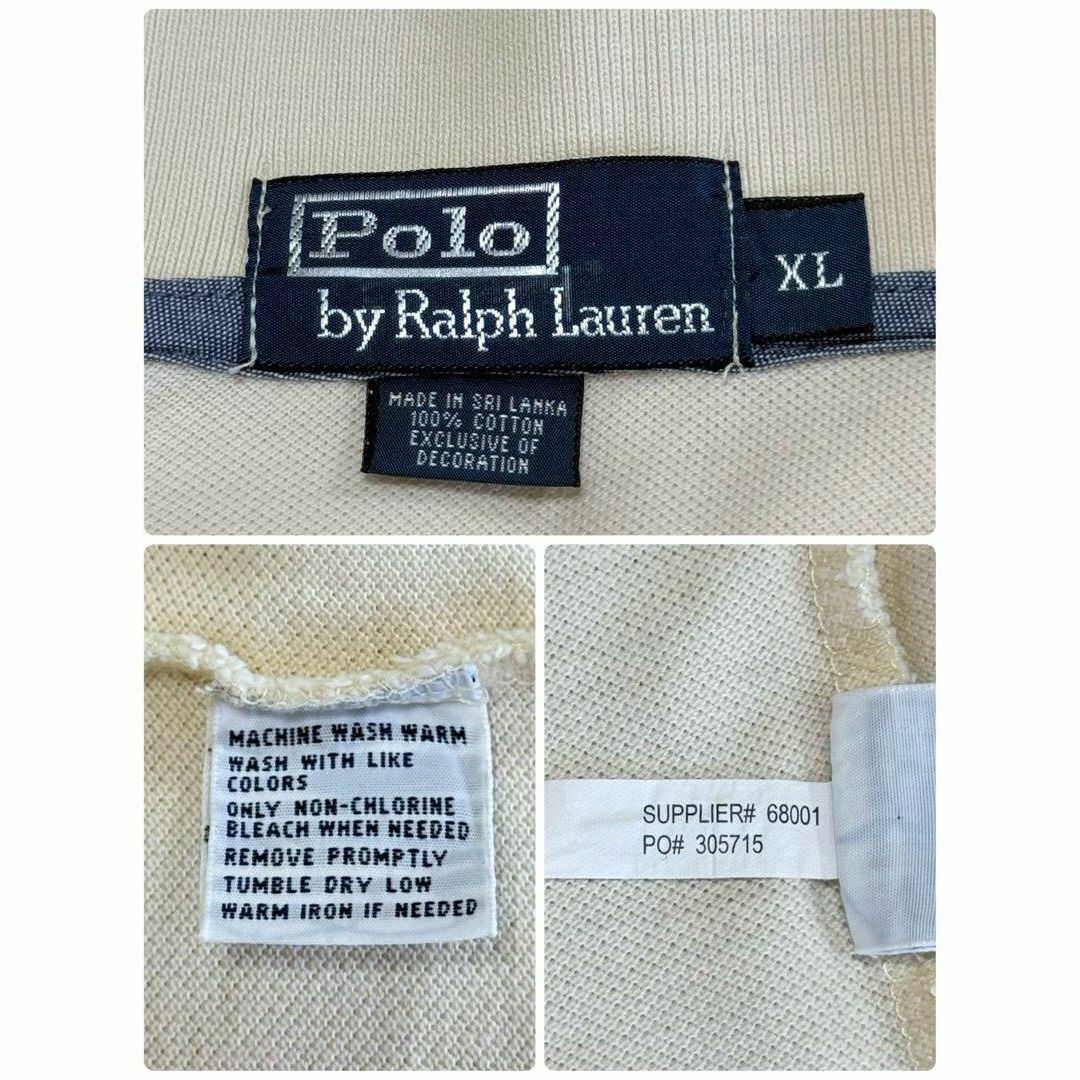 Polo
by Ralph Lauren
XL
MADE IN SRI LANKA
100% COTTON
EXCLUSIVE OF
DECORATION
MACHINE WASH WARM
WASH WITH LIKE
COLORS
ONLY NON-CHLORINE
BLEACH WHEN NEEDED
REMOVE PROMPTLY
TUMBLE DRY LOW
WARM IRON IF NEEDED
SUPPLIER# 68001
PO# 305715